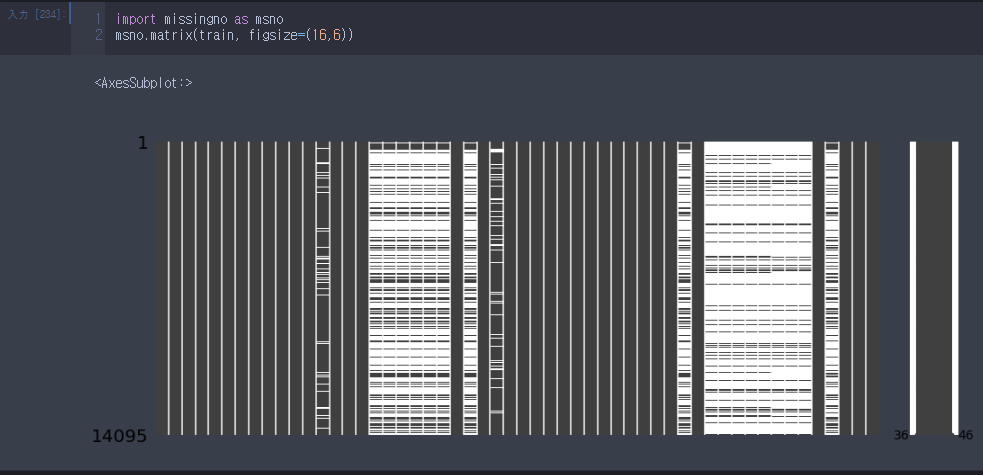 入力 [234]:
1 import missingno as msno
2 msno.matrix(train, figsize=(16,6))
<AxesSubplot:>
1
14095
36
46